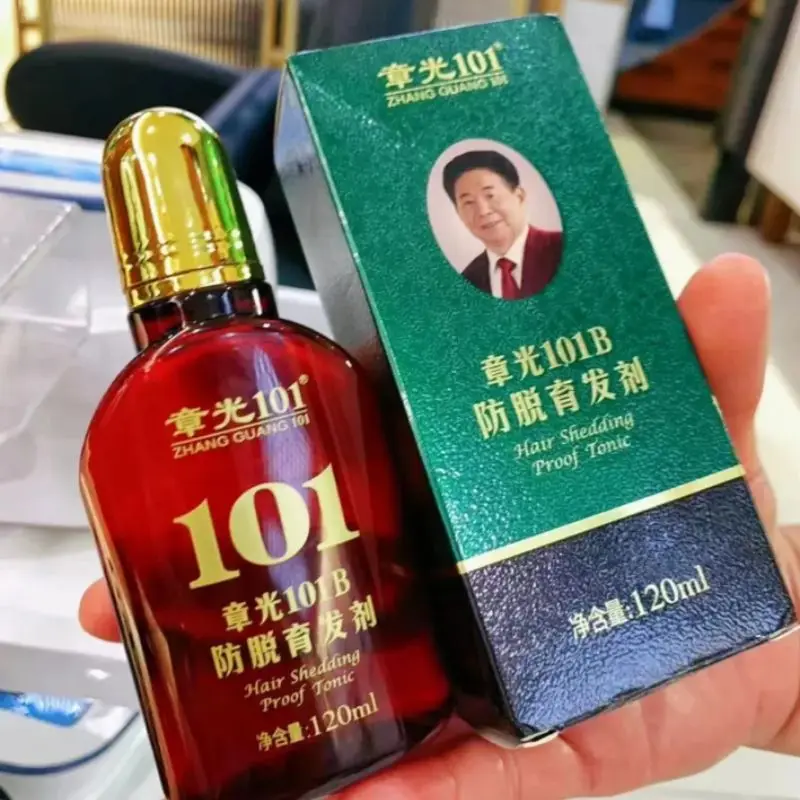 章光101®
ZHANG GUANG 101
101
章光101B
防脱育发剂
Hair Shedding
Proof Tonic
净含量:120ml
章光101®
ZHANG GUANG 101
章光101B
防脱育发剂
Hair Shedding
Proof Tonic
净含量:120ml